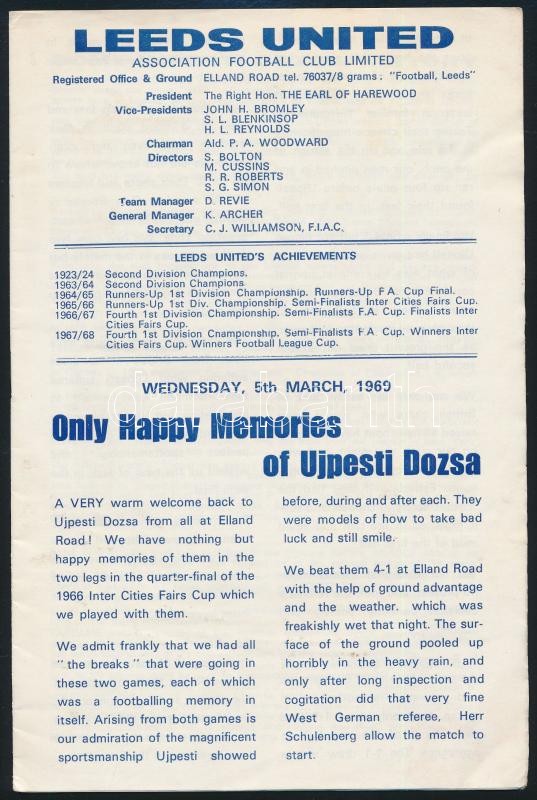 LEEDS UNITED
ASSOCIATION FOOTBALL CLUB LIMITED
Registered Office & Ground ELLAND ROAD tel. 76037/8 grams: "Football, Leeds"
President The Right Hon. THE EARL OF HAREWOOD
Vice-Presidents JOHN H. BROMLEY
S. L. BLENKINSOP
H. L. REYNOLDS
Chairman Ald. P. A. WOODWARD
Directors S. BOLTON
M. CUSSINS
R. R. ROBERTS
S. G. SIMON
Team Manager D. REVIE
General Manager K. ARCHER
Secretary C. J. WILLIAMSON, F.I.A.C.
LEEDS UNITED'S ACHIEVEMENTS
1923/24 Second Division Champions.
1963/64 Second Division Champions
1964/65 Runners-Up 1st Division Championship. Runners-Up F.A. Cup Final.
1965/66 Runners-Up 1st Div. Championship. Semi-Finalists Inter Cities Fairs Cup.
1966/67 Fourth 1st Division Championship. Semi-Finalists F.A. Cup. Finalists Inter
Cities Fairs Cup.
1967/68 Fourth 1st Division Championship. Semi-Finalists F.A. Cup. Winners Inter
Cities Fairs Cup. Winners Football League Cup.
WEDNESDAY, 5th MARCH, 1969
darabanth
Only Happy Memories
of Ujpesti Dozsa
A VERY warm welcome back to
Ujpesti Dozsa from all at Elland
Road! We have nothing but
happy memories of them in the
two legs in the quarter-final of the
1966 Inter Cities Fairs Cup which
we played with them.
We admit frankly that we had all
"the breaks" that were going in
these two games, each of which
was a footballing memory in
itself. Arising from both games is
our admiration of the magnificent
sportsmanship Ujpesti showed
before, during and after each. They
were models of how to take bad
luck and still smile.
We beat them 4-1 at Elland Road
with the help of ground advantage
and the weather. which was
freakishly wet that night. The sur-
face of the ground pooled up
horribly in the heavy rain, and
only after long inspection and
cogitation did that very fine
West German referee, Herr
Schulenberg allow the match to
start.